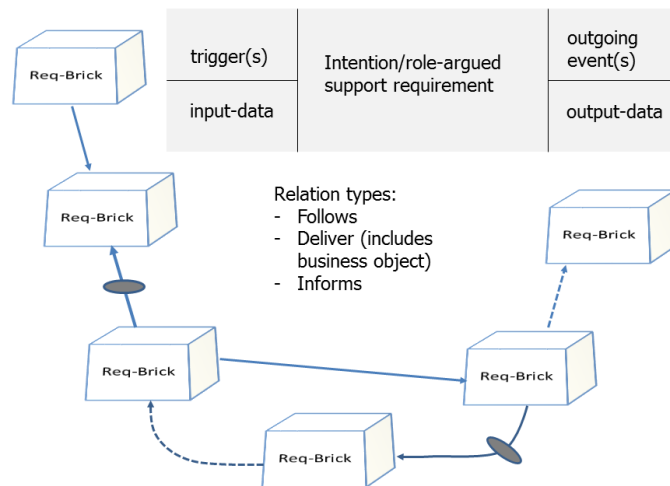 Req-Brick
trigger(s)
input-data
Intention/role-argued
support requirement
outgoing
event(s)
output-data
Req-Brick
Relation types:
- Follows
- Deliver (includes
business object)
- Informs
Req-Brick
Req-Brick
Req-Brick
Req-Brick